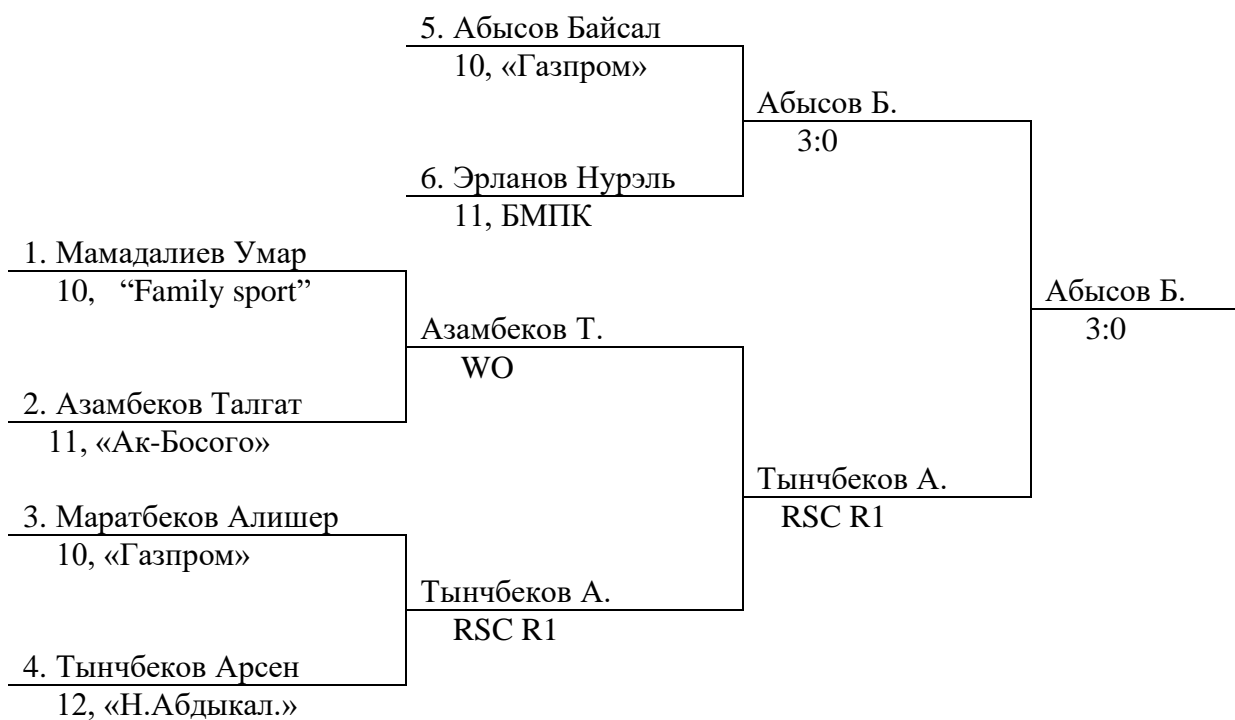 5. Абысов Байсал
10, «Газпром»
Абысов Б.
3:0
6. Эрланов Нурэль
11, БМПК
1. Мамадалиев Умар
10, “Family sport”
Абысов Б.
3:0
Азамбеков Т.
WO
2. Азамбеков Талгат
11, «Ак-Босого»
Тынчбеков А.
RSC R1
3. Маратбеков Алишер
10, «Газпром»
Тынчбеков А.
RSC R1
4. Тынчбеков Арсен
12, «Н.Абдыкал.»